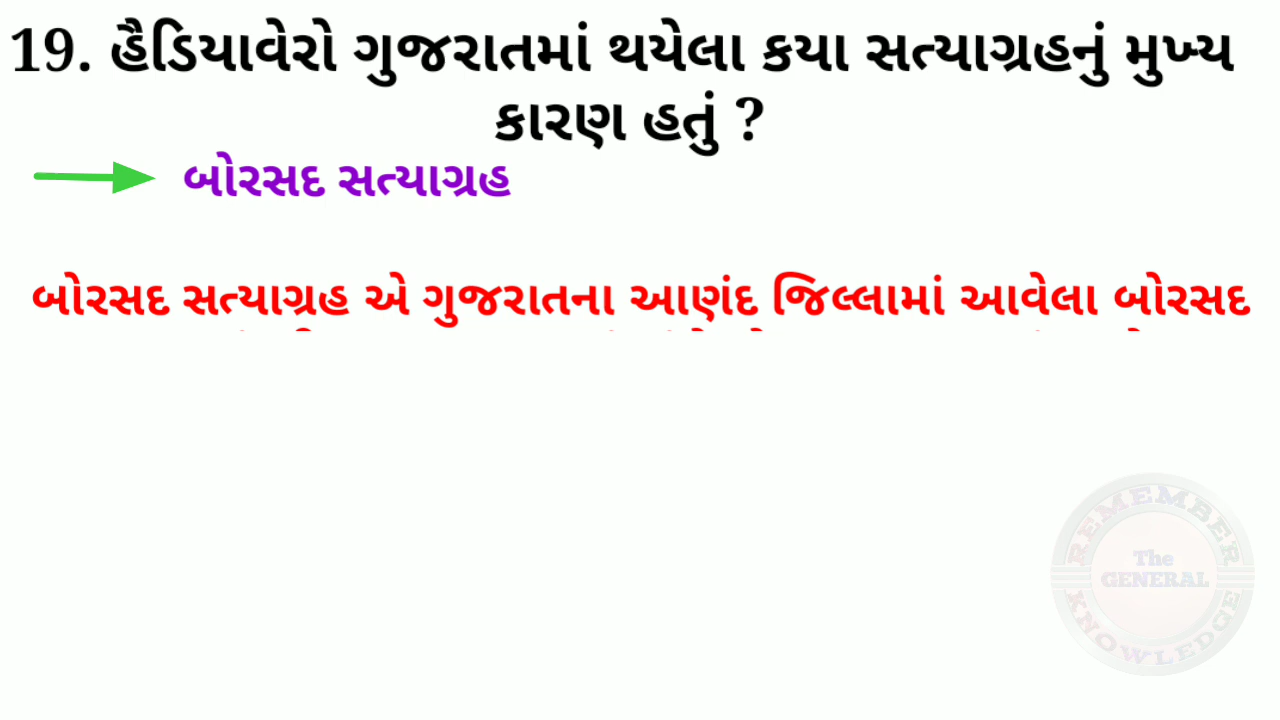 19. હૈડિયાવેરો ગુજરાતમાં થયેલા કયા સત્યાગ્રહનું મુખ્ય
કારણ હતું ?
બોરસદ સત્યાગ્રહ
બોરસદ સત્યાગ્રહ એ ગુજરાતના આણંદ જિલ્લામાં આવેલા બોરસદ
REMEMBER
The
GENERAL
KNOWLEDGE